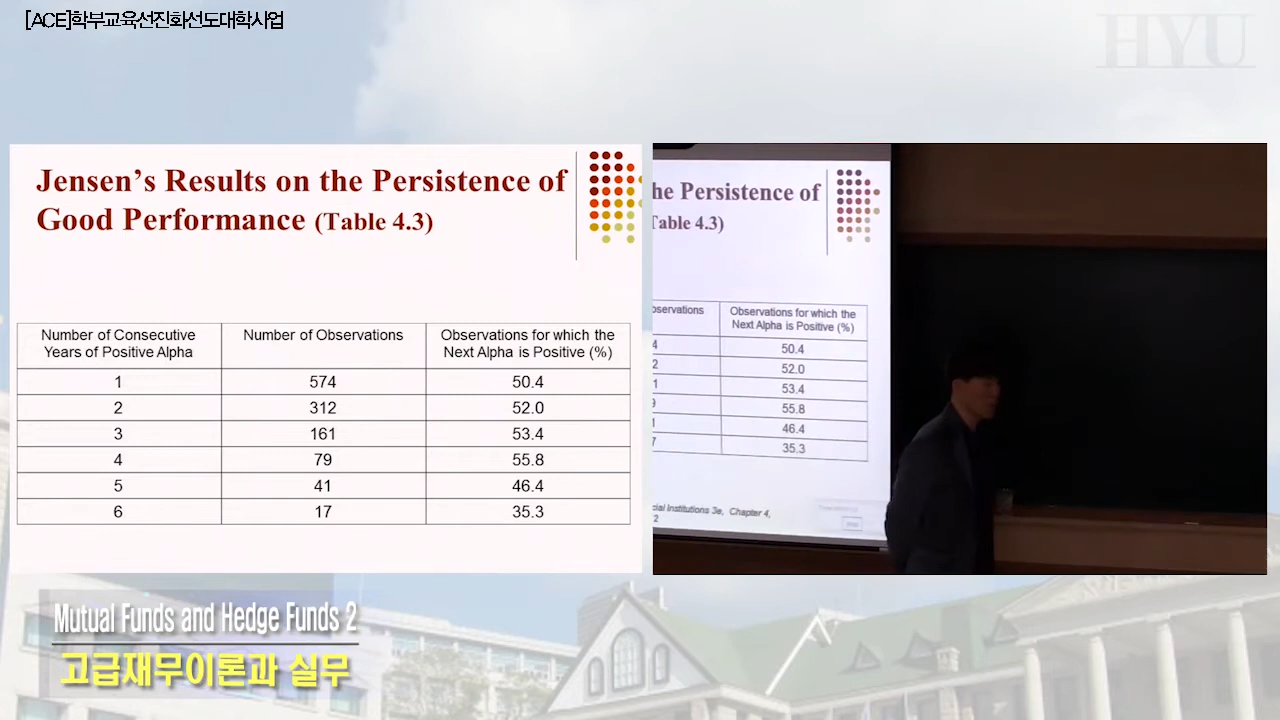 [ACE]학부교육선진화선도대학사업
HYU
Jensen's Results on the Persistence of
Good Performance (Table 4.3)
Number of Consecutive Years of Positive Alpha Number of Observations Observations for which the Next Alpha is Positive (%)
1 574 50.4
2 312 52.0
3 161 53.4
4 79 55.8
5 41 46.4
6 17 35.3
he Persistence of
Table 4.3)
bservations Observations for which the Next Alpha is Positive (%)
4 50.4
2 52.0
1 53.4
9 55.8
1 46.4
7 35.3
cial Institutions 3e, Chapter 4,
2
Mutual Funds and Hedge Funds 2
고급재무이론과 실무